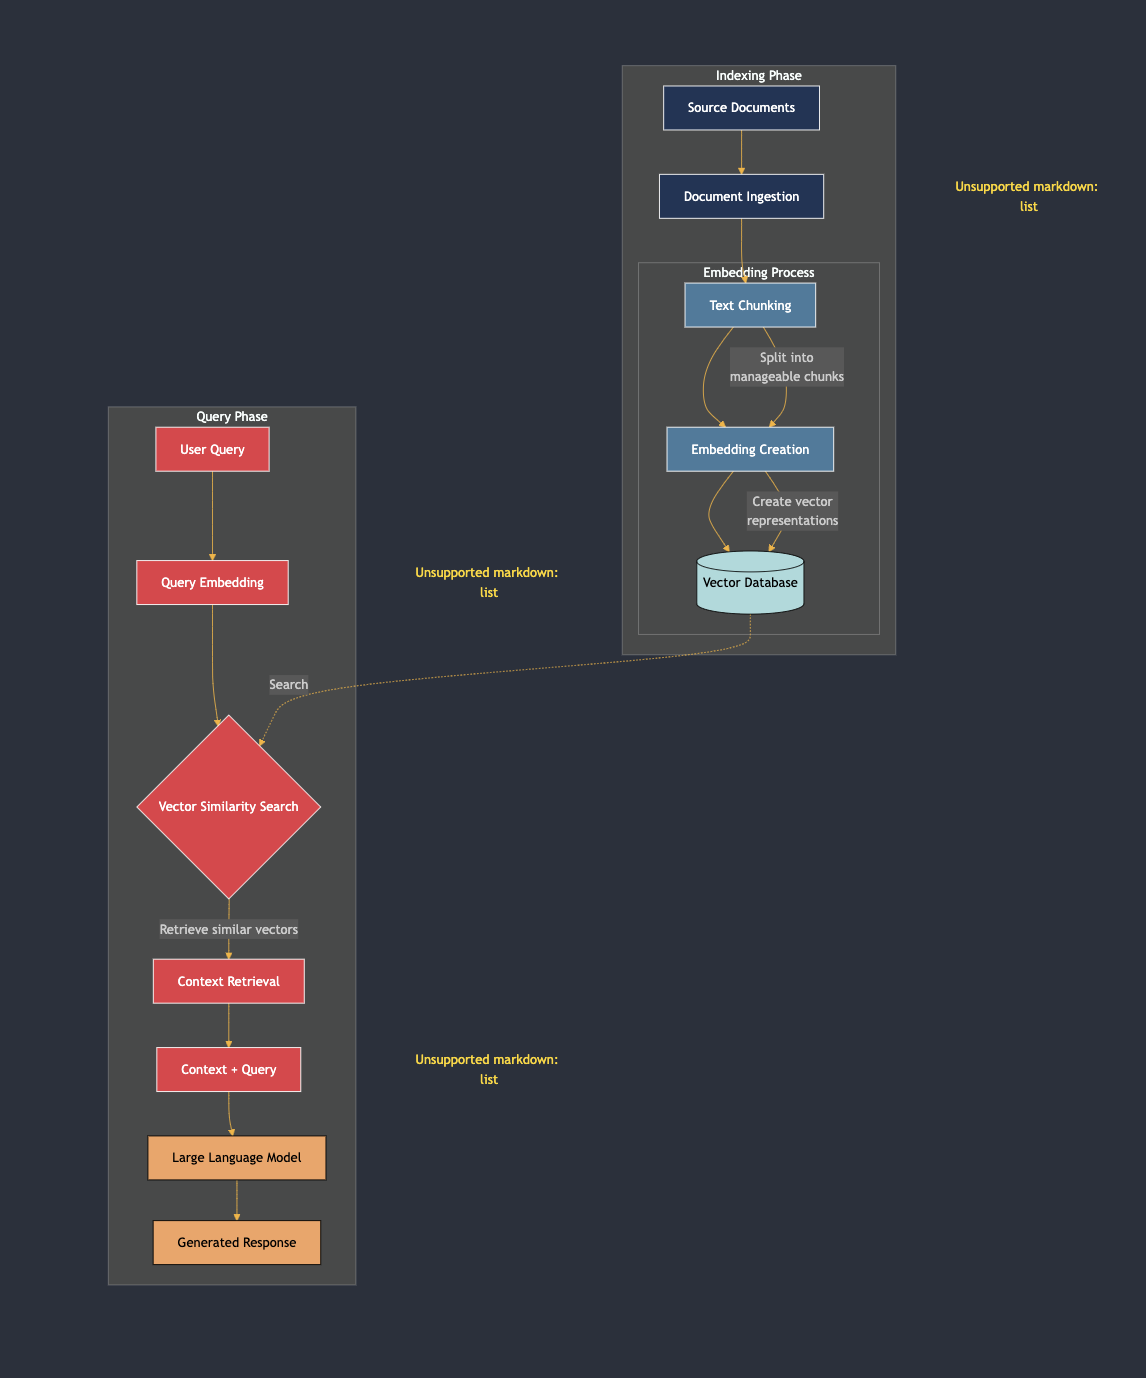 Indexing Phase
Source Documents
Document Ingestion
Unsupported markdown:
list
Embedding Process
Text Chunking
Split into
manageable chunks
Embedding Creation
Create vector
representations
Vector Database
Query Phase
User Query
Query Embedding
Unsupported markdown:
list
Search
Vector Similarity Search
Retrieve similar vectors
Context Retrieval
Context + Query
Unsupported markdown:
list
Large Language Model
Generated Response